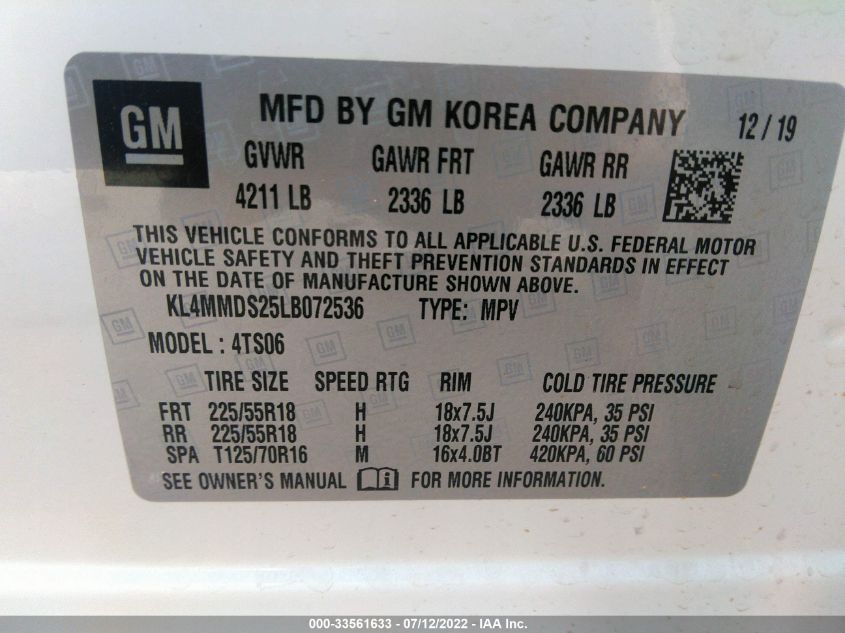 GM
MFD BY GM KOREA COMPANY 12/19
GVWR GAWR FRT GAWR RR
4211 LB 2336 LB 2336 LB
THIS VEHICLE CONFORMS TO ALL APPLICABLE U.S. FEDERAL MOTOR
VEHICLE SAFETY AND THEFT PREVENTION STANDARDS IN EFFECT
ON THE DATE OF MANUFACTURE SHOWN ABOVE.
KL4MMDS25LB072536 TYPE: MPV
MODEL : 4TS06
TIRE SIZE SPEED RTG RIM COLD TIRE PRESSURE
FRT 225/55R18 H 18x7.5J 240KPA, 35 PSI
RR 225/55R18 H 18x7.5J 240KPA, 35 PSI
SPA T125/70R16 M 16x4.0BT 420KPA, 60 PSI
SEE OWNER'S MANUAL i FOR MORE INFORMATION.
000-33561633 - 07/12/2022 - IAA Inc.